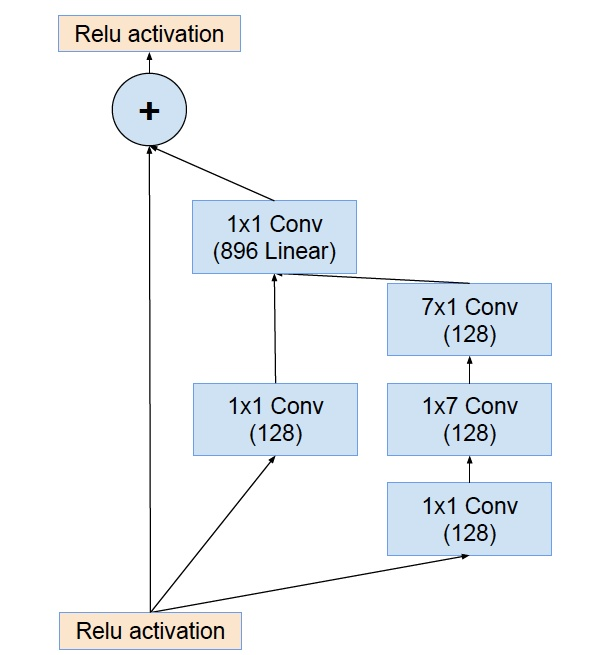 Relu activation
+
1x1 Conv
(896 Linear)
7x1 Conv
(128)
1x1 Conv
(128)
1x7 Conv
(128)
1x1 Conv
(128)
Relu activation